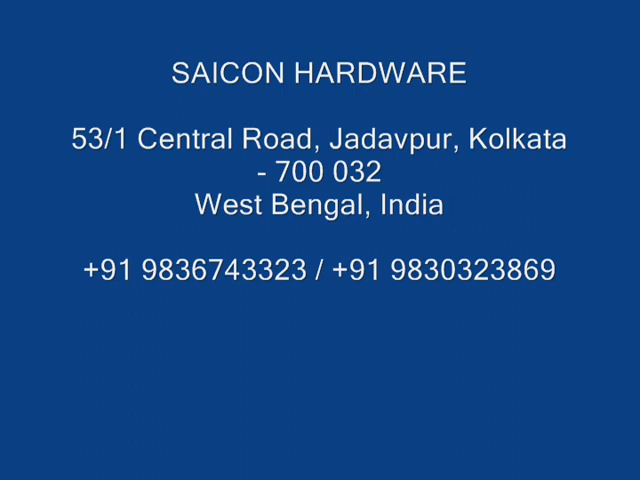 SAICON HARDWARE
53/1 Central Road, Jadavpur, Kolkata
- 700 032
West Bengal, India
+91 9836743323 / +91 9830323869